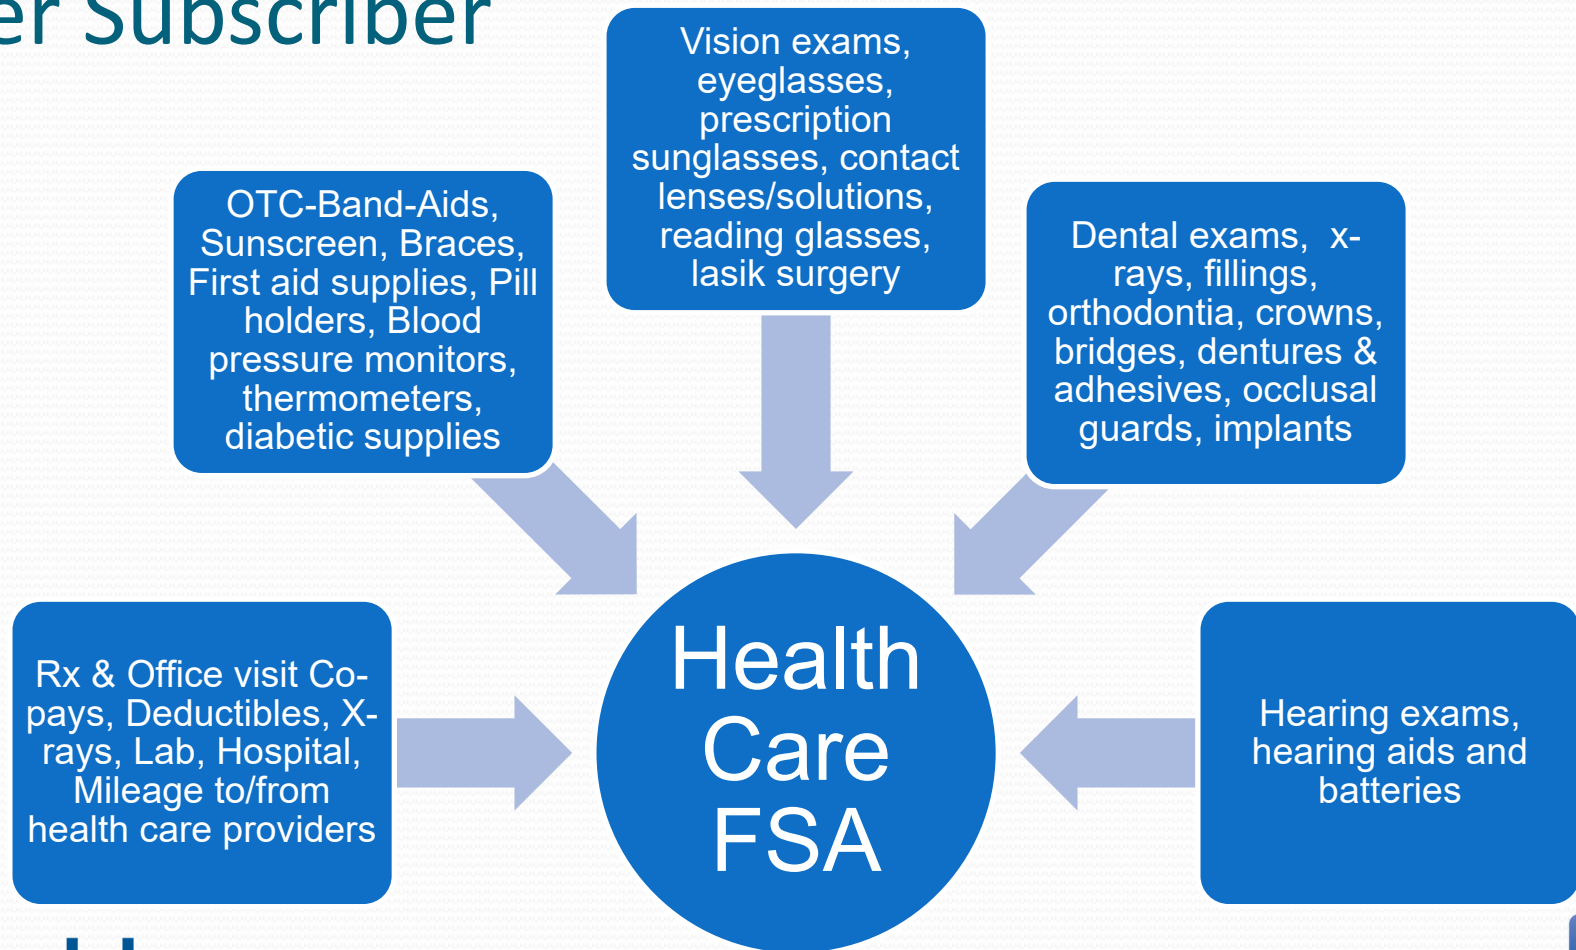 er Subscriber
Vision exams,
eyeglasses,
prescription
sunglasses, contact
lenses/solutions,
reading glasses,
lasik surgery
OTC-Band-Aids,
Sunscreen, Braces,
First aid supplies, Pill
holders, Blood
pressure monitors,
thermometers,
diabetic supplies
Dental exams,  x-
rays, fillings,
orthodontia, crowns,
bridges, dentures &
adhesives, occlusal
guards, implants
Rx & Office visit Co-
pays, Deductibles, X-
rays, Lab, Hospital,
Mileage to/from
health care providers
Health
Care
FSA
Hearing exams,
hearing aids and
batteries